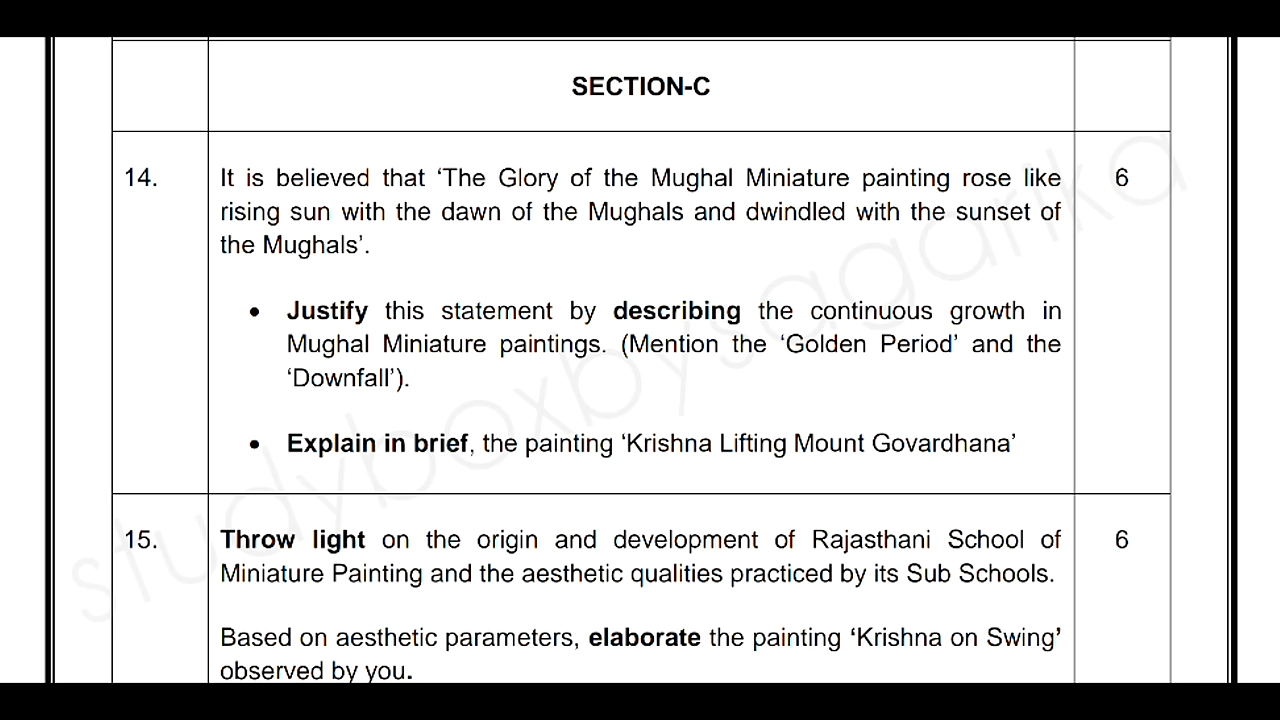 SECTION-C
14. It is believed that ‘The Glory of the Mughal Miniature painting rose like 6
rising sun with the dawn of the Mughals and dwindled with the sunset of
the Mughals’.
• Justify this statement by describing the continuous growth in
Mughal Miniature paintings. (Mention the ‘Golden Period’ and the
‘Downfall’).
• Explain in brief, the painting ‘Krishna Lifting Mount Govardhana’
15. Throw light on the origin and development of Rajasthani School of 6
Miniature Painting and the aesthetic qualities practiced by its Sub Schools.
Based on aesthetic parameters, elaborate the painting ‘Krishna on Swing’
observed by you.
studyboxbysagarika